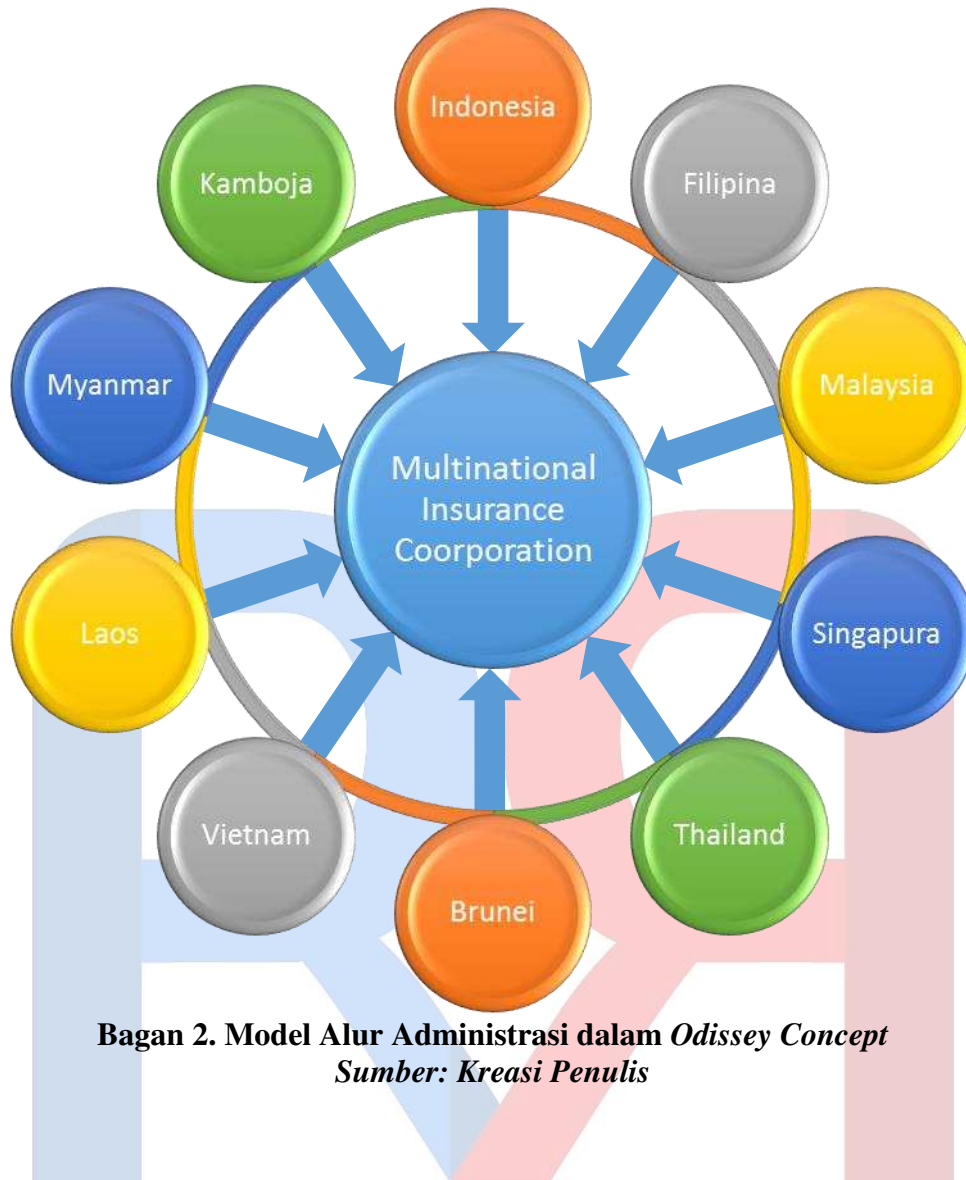 Indonesia
Kamboja
Filipina
Myanmar
Malaysia
Multinational
Insurance
Coorporation
Laos
Singapura
Vietnam
Thailand
Brunei
Bagan 2. Model Alur Administrasi dalam Odissey Concept
Sumber: Kreasi Penulis